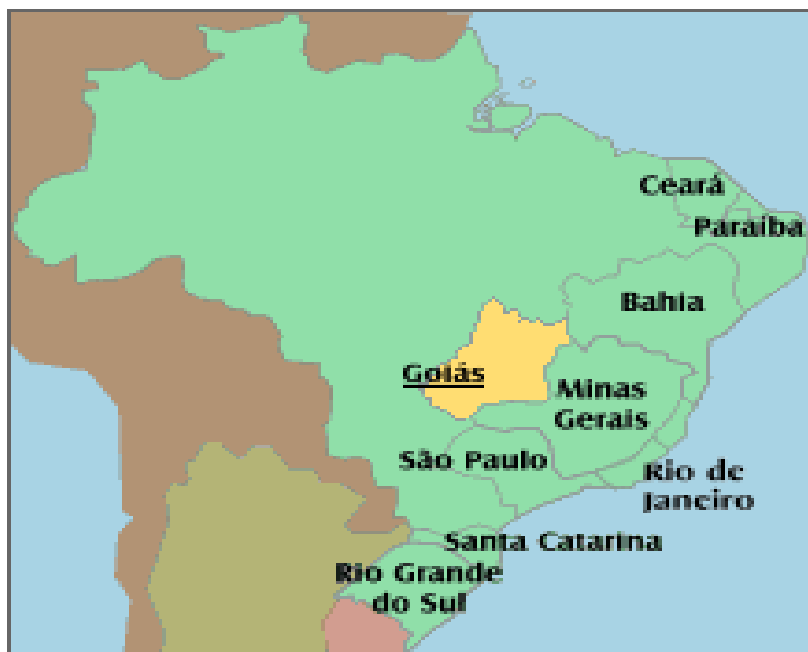 Ceará
Paraíba
Bahia
Goiás
Minas
Gerais
São Paulo
Rio de
Janeiro
Santa Catarina
Rio Grande
do Sul